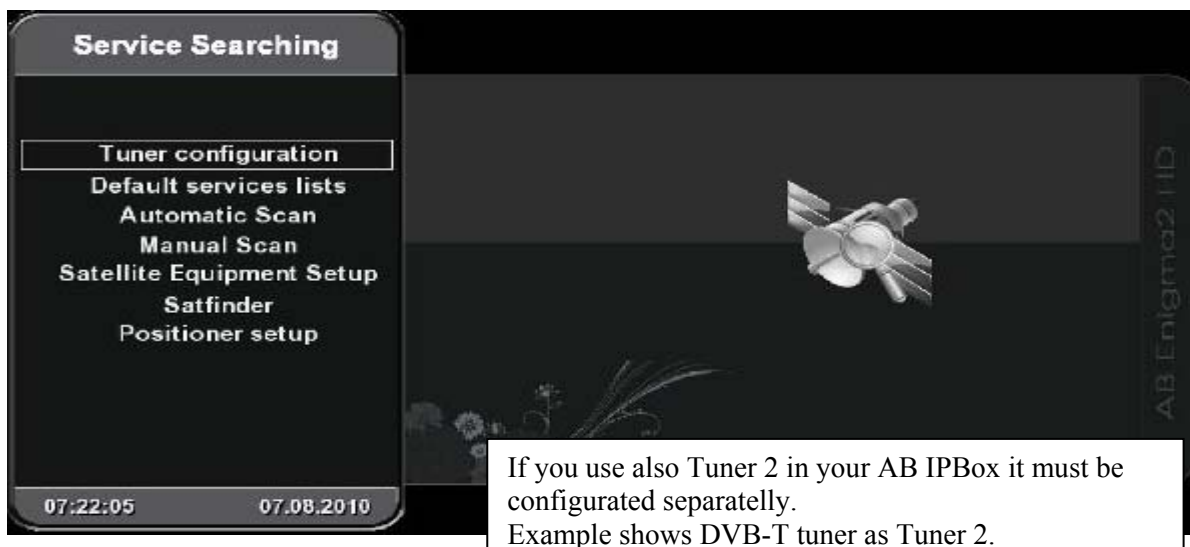 Service Searching
Tuner configuration
Default services lists
Automatic Scan
Manual Scan
Satellite Equipment Setup
Satfinder
Positioner setup
07:22:05 07.08.2010
AB Enigma2 HD
If you use also Tuner 2 in your AB IPBox it must be
configurated separatelly.
Example shows DVB-T tuner as Tuner 2.